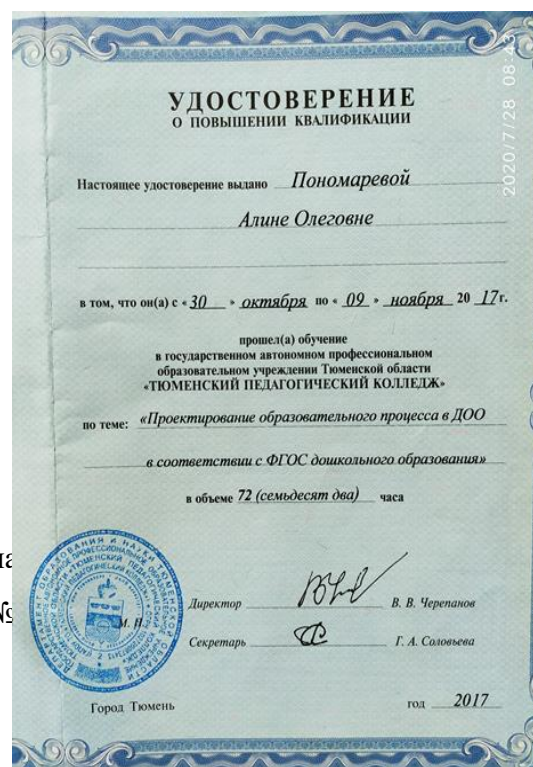 УДОСТОВЕРЕНИЕ
О ПОВЫШЕНИИ КВАЛИФИКАЦИИ
Настоящее удостоверение выдано Пономаревой
Алине Олеговне
в том, что он(а) с «30» октября по «09» ноября 20 17г.
прошел(а) обучение
в государственном автономном профессиональном
образовательном учреждении Тюменской области
«ТЮМЕНСКИЙ ПЕДАГОГИЧЕСКИЙ КОЛЛЕДЖ»
по теме: «Проектирование образовательного процесса в ДОО
в соответствии с ФГОС дошкольного образования»
в объеме 72 (семьдесят два) часа
М. П.
Директор В. В. Черепанов
Секретарь Г. А. Соловьева
Город Тюмень год 2017
2020/7/28 08:43